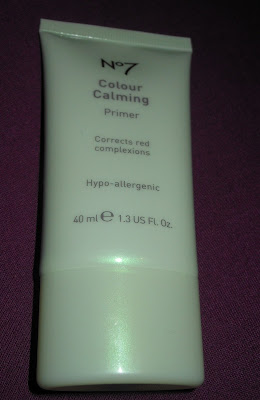 No7
Colour
Calming
Primer
Corrects red
complexions
Hypo-allergenic
40 ml ℮ 1.3 US Fl. Oz.